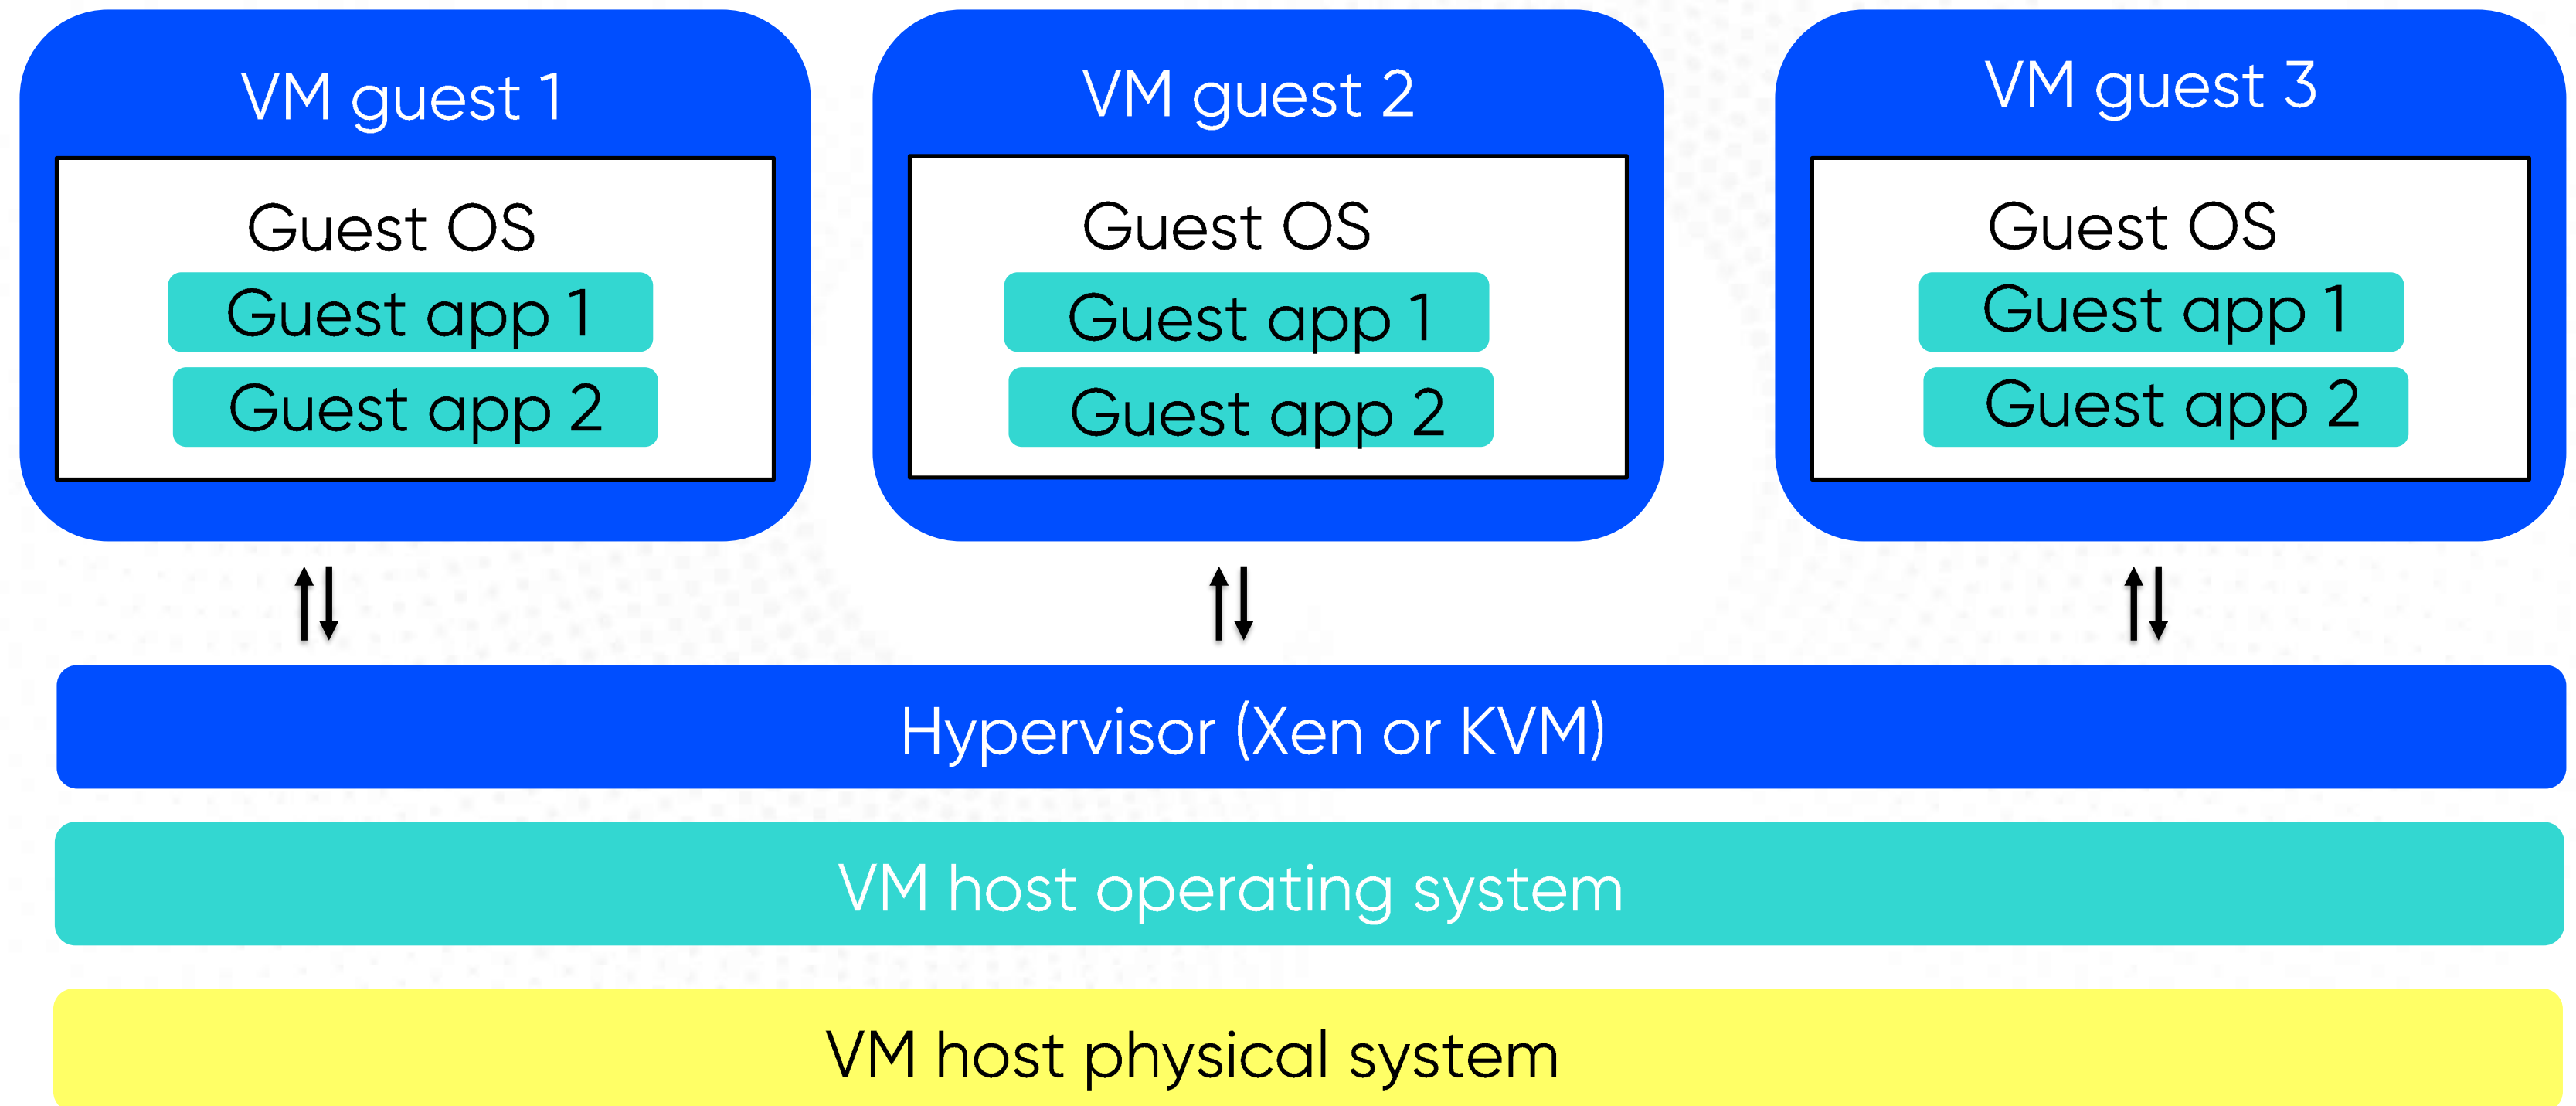 VM guest 1
Guest OS
Guest app 1
Guest app 2
VM guest 2
Guest OS
Guest app 1
Guest app 2
VM guest 3
Guest OS
Guest app 1
Guest app 2
Hypervisor (Xen or KVM)
VM host operating system
VM host physical system